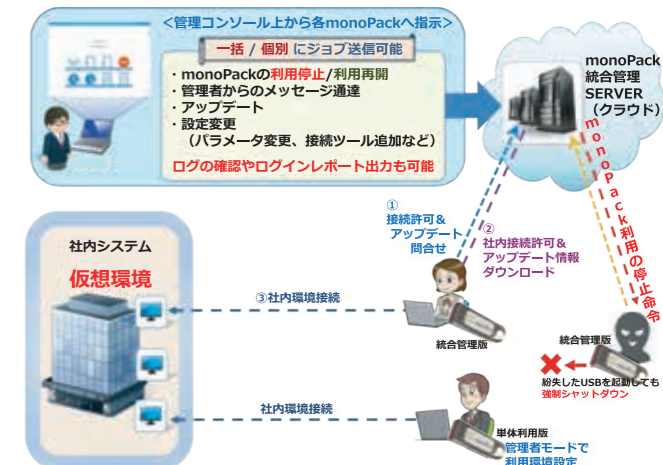 <管理コンソール上から各monoPackへ指示>
一括 / 個別 にジョブ送信可能
・monoPackの利用停止/利用再開
・管理者からのメッセージ通達
・アップデート
・設定変更
（パラメータ変更、接続ツール追加など）
ログの確認やログインレポート出力も可能
monoPack
統合管理
SERVER
（クラウド）
monoPack利用の停止命令
①
接続許可＆
アップデート
問合せ
②
社内接続許可＆
アップデート情報
ダウンロード
社内システム
仮想環境
③社内環境接続
統合管理版
統合管理版
紛失したUSBを起動しても
強制シャットダウン
社内環境接続
単体利用版
管理者モードで
利用環境設定